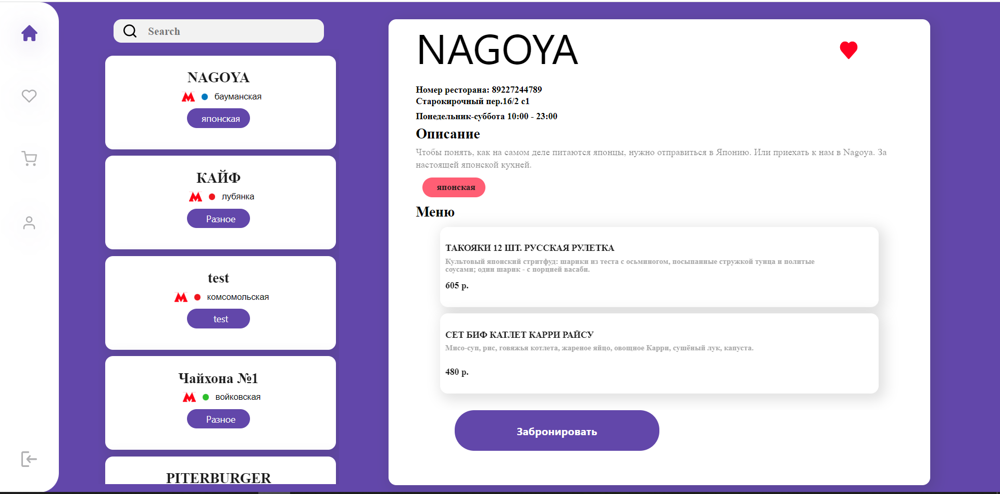 Search
NAGOYA
бауманская
японская
КАЙФ
лубянка
Разное
test
комсомольская
test
Чайхона №1
войковская
Разное
PITERBURGER
NAGOYA
Номер ресторана: 89227244789
Старокирочный пер.16/2 с1
Понедельник-суббота 10:00 - 23:00
Описание
Чтобы понять, как на самом деле питаются японцы, нужно отправиться в Японию. Или приехать к нам в Nagoya. За
настоящей японской кухней.
японская
Меню
ТАКОЯКИ 12 ШТ. РУССКАЯ РУЛЕТКА
Культовый японский стритфуд: шарики из теста с осьминогом, посыпанные стружкой тунца и политые
соусами; один шарик - с порцией васаби.
605 р.
СЕТ БИФ КАТЛЕТ КАРРИ РАЙСУ
Мисо-суп, рис, говяжья котлета, жареное яйцо, овощное Карри, сушёный лук, капуста.
480 р.
Забронировать